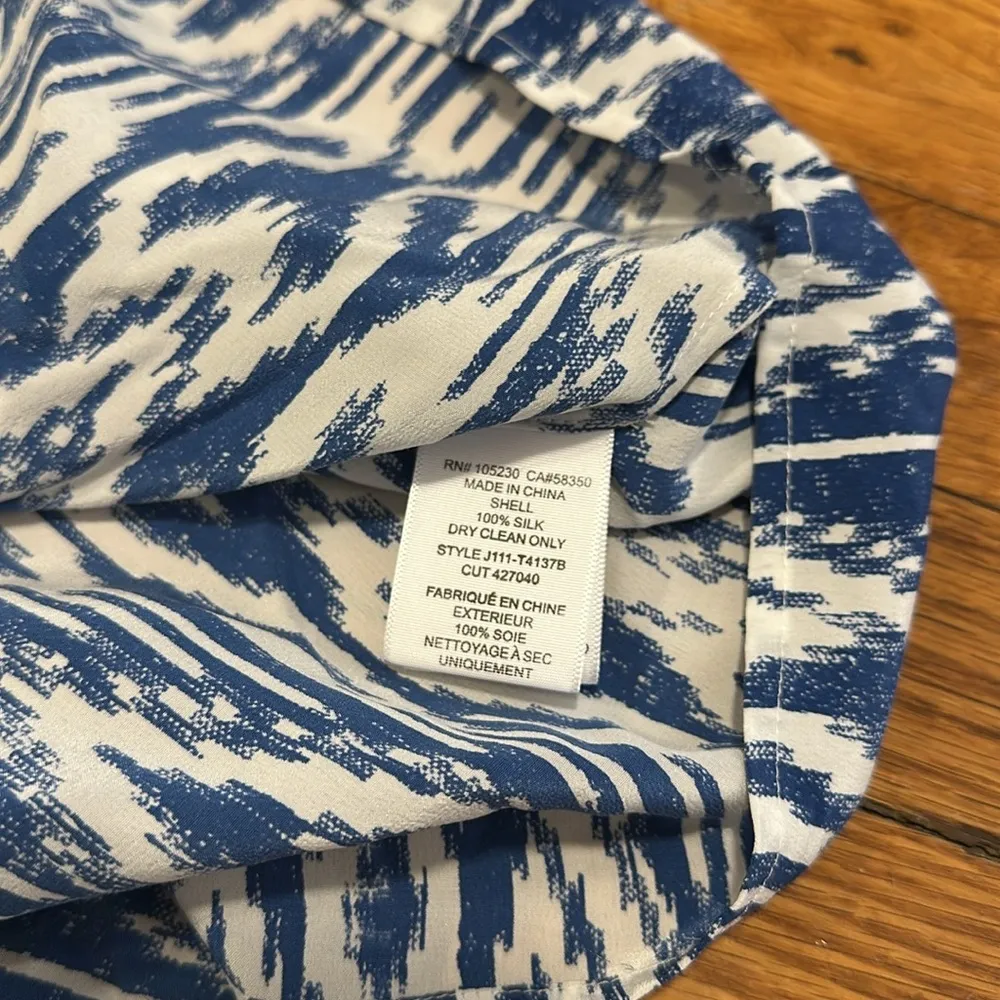 RN# 105230 CA#58350
MADE IN CHINA
SHELL
100% SILK
DRY CLEAN ONLY
STYLE J111-T4137B
CUT 427040
FABRIQUÉ EN CHINE
EXTERIEUR
100% SOIE
NETTOYAGE À SEC
UNIQUEMENT